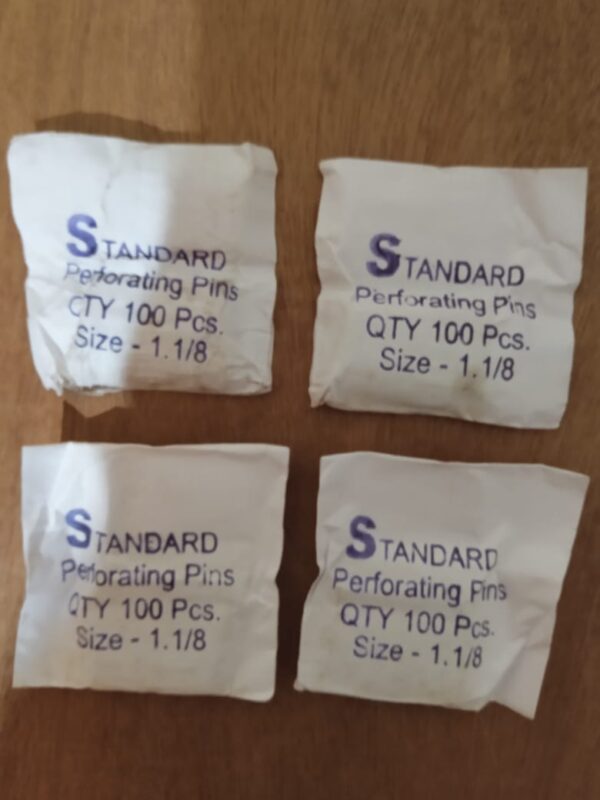 STANDARD
Perforating Pins
QTY 100 Pcs.
Size - 1.1/8
STANDARD
Perforating Pins
QTY 100 Pcs.
Size - 1.1/8
STANDARD
Perforating Pins
QTY 100 Pcs.
Size - 1.1/8
STANDARD
Perforating Pins
QTY 100 Pcs.
Size - 1.1/8